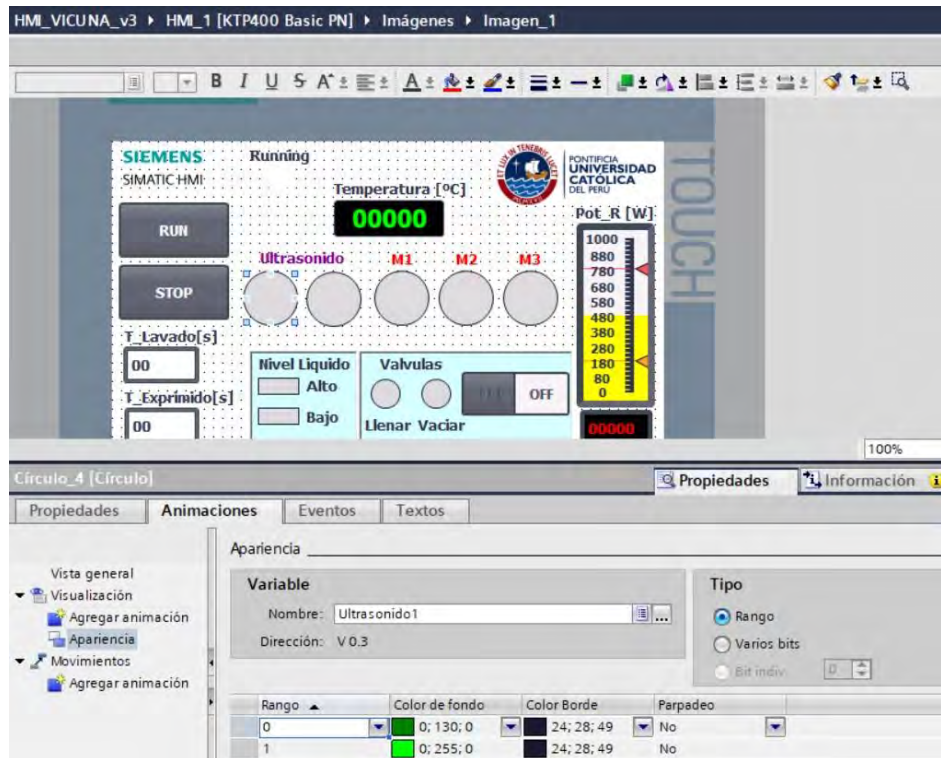 HMI_VICUNA_v3 ▸ HMI_1 [KTP400 Basic PN] ▸ Imágenes ▸ Imagen_1
B I U S A A
SIEMENS
SIMATIC HMI
Running
Temperatura [ºC]
00000
PONTIFICIA
UNIVERSIDAD
CATÓLICA
DEL PERÚ
TOUCH
RUN
STOP
Ultrasonido M1 M2 M3
Pot_R [W]
1000
880
780
680
580
480
380
280
180
80
0
00000
T_Lavado[s]
00
T_Exprimido[s]
00
Nivel Liquido
Alto
Bajo
Valvulas
OFF
Llenar Vaciar
100%
Círculo_4 [Círculo]
Propiedades Información
Propiedades Animaciones Eventos Textos
Vista general
Visualización
Agregar animación
Apariencia
Movimientos
Agregar animación
Apariencia
Variable
Nombre: Ultrasonido1 ...
Dirección: V 0.3
Tipo
Rango
Varios bits
Bit indiv. 0
Rango Color de fondo Color Borde Parpadeo
0 0; 130; 0 24; 28; 49 No
1 0; 255; 0 24; 28; 49 No